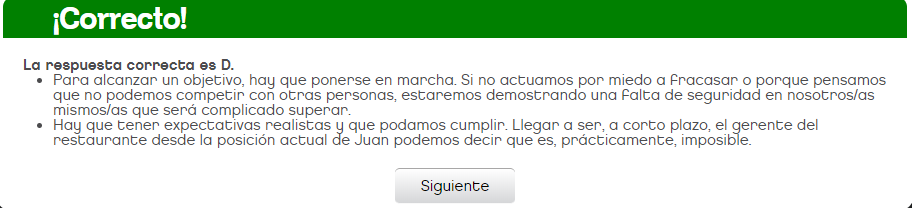 ¡Correcto!
La respuesta correcta es D.
• Para alcanzar un objetivo, hay que ponerse en marcha. Si no actuamos por miedo a fracasar o porque pensamos
que no podemos competir con otras personas, estaremos demostrando una falta de seguridad en nosotros/as
mismos/as que será complicado superar.
• Hay que tener expectativas realistas y que podamos cumplir. Llegar a ser, a corto plazo, el gerente del
restaurante desde la posición actual de Juan podemos decir que es, prácticamente, imposible.
Siguiente